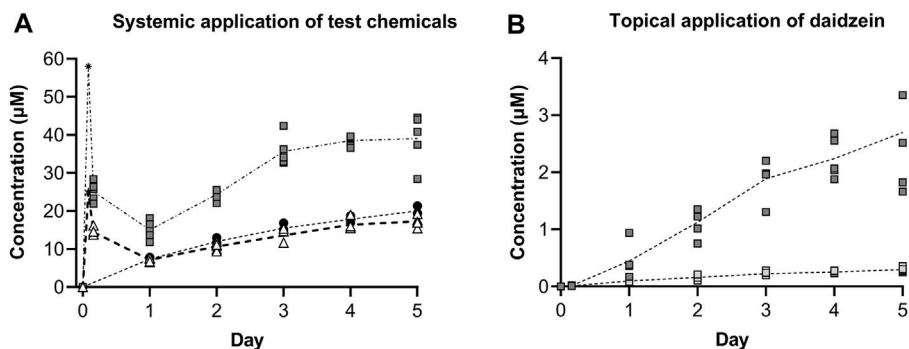 A Systemic application of test chemicals
Concentration (µM)
60
50
40
30
20
10
0
0 1 2 3 4 5
Day
B Topical application of daidzein
Concentration (µM)
4
3
2
1
0
0 1 2 3 4 5
Day